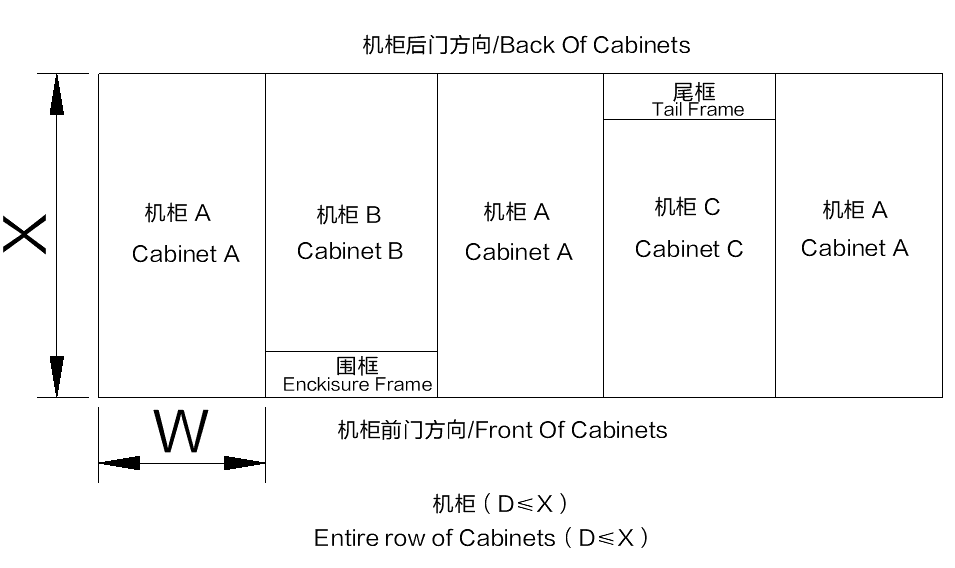 机柜后门方向/Back Of Cabinets
尾框
Tail Frame
机柜 A
Cabinet A
机柜 B
Cabinet B
机柜 A
Cabinet A
机柜 C
Cabinet C
机柜 A
Cabinet A
X
围框
Enckisure Frame
W
机柜前门方向/Front Of Cabinets
机柜（D≤X）
Entire row of Cabinets（D≤X）